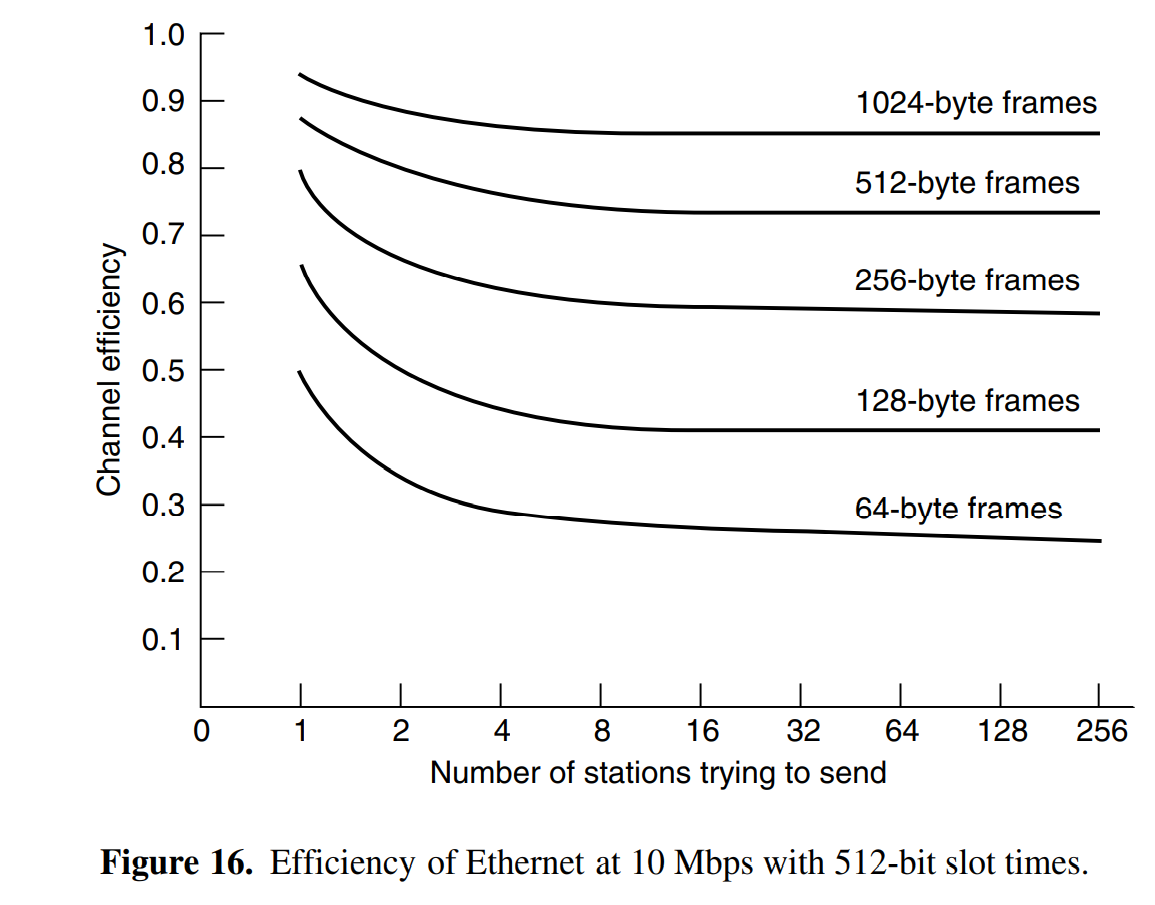 1.0
0.9
0.8
0.7
0.6
0.5
0.4
0.3
0.2
0.1
Channel efficiency
1024-byte frames
512-byte frames
256-byte frames
128-byte frames
64-byte frames
0 1 2 4 8 16 32 64 128 256
Number of stations trying to send
Figure 16. Efficiency of Ethernet at 10 Mbps with 512-bit slot times.